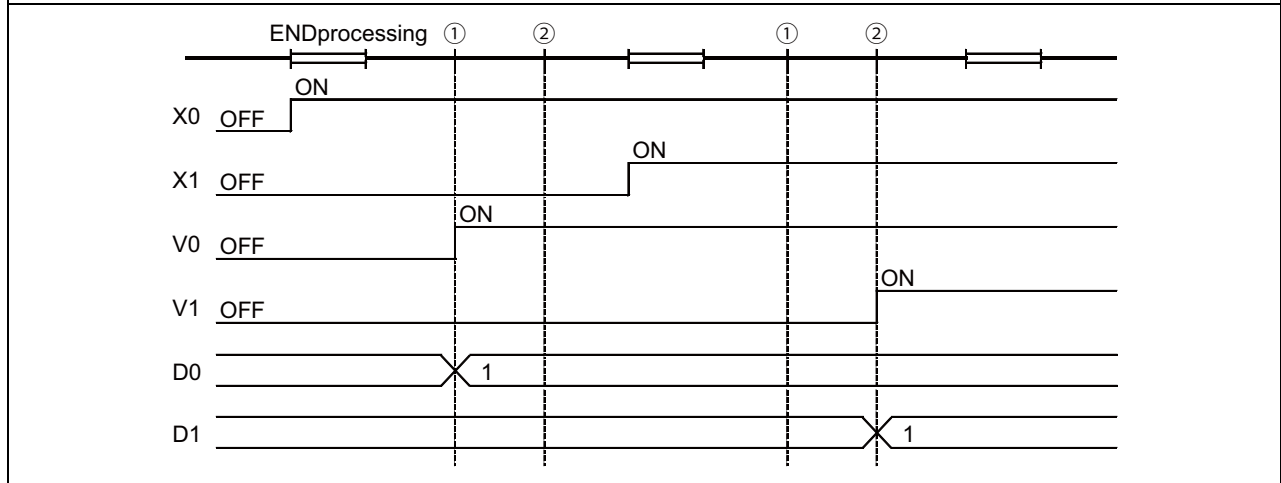 ENDprocessing ① ② ① ②
ON
X0 OFF
ON
X1 OFF
ON
V0 OFF
ON
V1 OFF
D0 1
D1 1